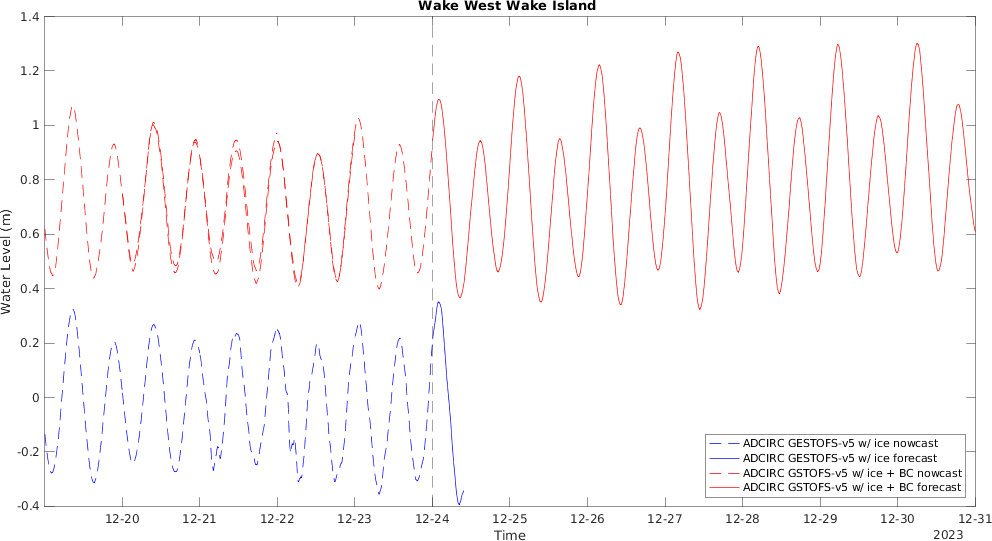 Wake West Wake Island
1.4
1.2
1
0.8
0.6
0.4
0.2
0
-0.2
-0.4
Water Level (m)
ADCIRC GESTOFS-v5 w/ ice nowcast
ADCIRC GESTOFS-v5 w/ ice forecast
ADCIRC GSTOFS-v5 w/ ice + BC nowcast
ADCIRC GSTOFS-v5 w/ ice + BC forecast
12-20 12-21 12-22 12-23 12-24 12-25 12-26 12-27 12-28 12-29 12-30 12-31
Time
2023